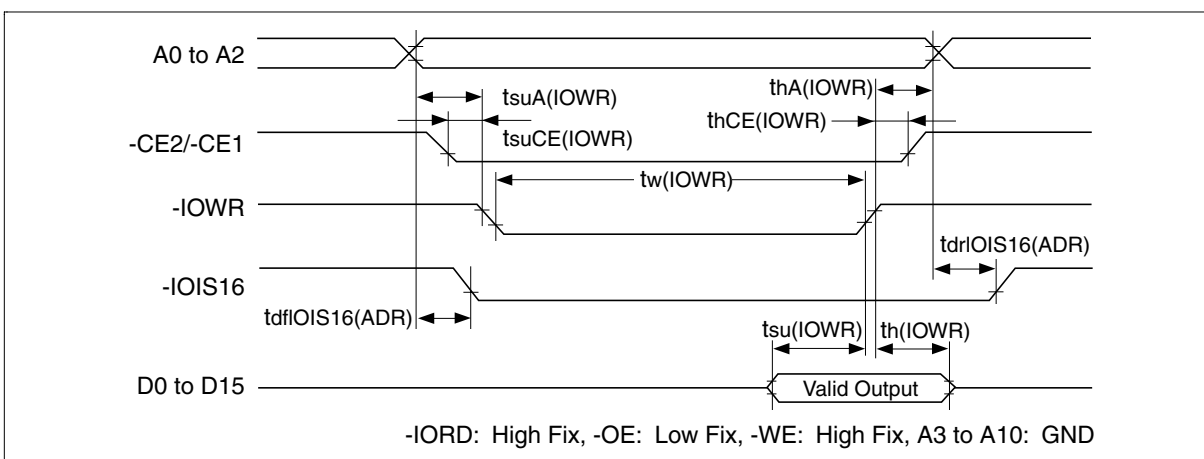 A0 to A2
tsuA(IOWR)
thA(IOWR)
-CE2/-CE1
tsuCE(IOWR)
thCE(IOWR)
tw(IOWR)
-IOWR
tdrIOIS16(ADR)
-IOIS16
tdfIOIS16(ADR)
tsu(IOWR)
th(IOWR)
D0 to D15
Valid Output
-IORD: High Fix, -OE: Low Fix, -WE: High Fix, A3 to A10: GND